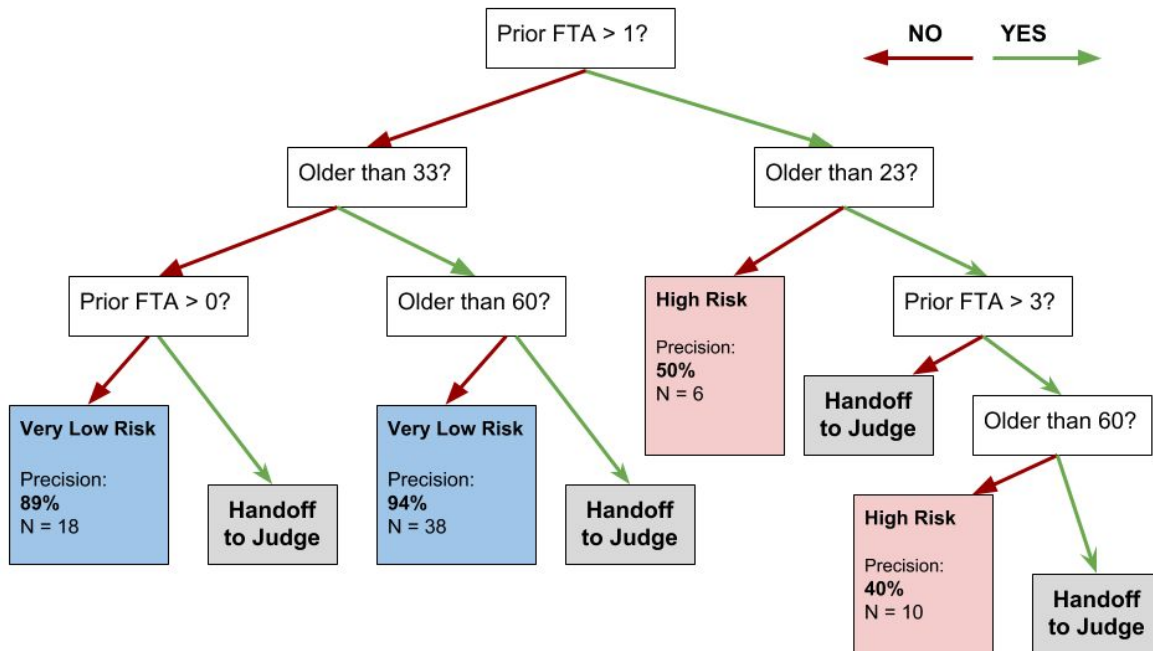 Prior FTA > 1?
NO
YES
Older than 33?
Older than 23?
Prior FTA > 0?
Older than 60?
High Risk
Precision:
50%
N = 6
Prior FTA > 3?
Very Low Risk
Precision:
89%
N = 18
Handoff
to Judge
Very Low Risk
Precision:
94%
N = 38
Handoff
to Judge
Handoff
to Judge
Older than 60?
High Risk
Precision:
40%
N = 10
Handoff
to Judge